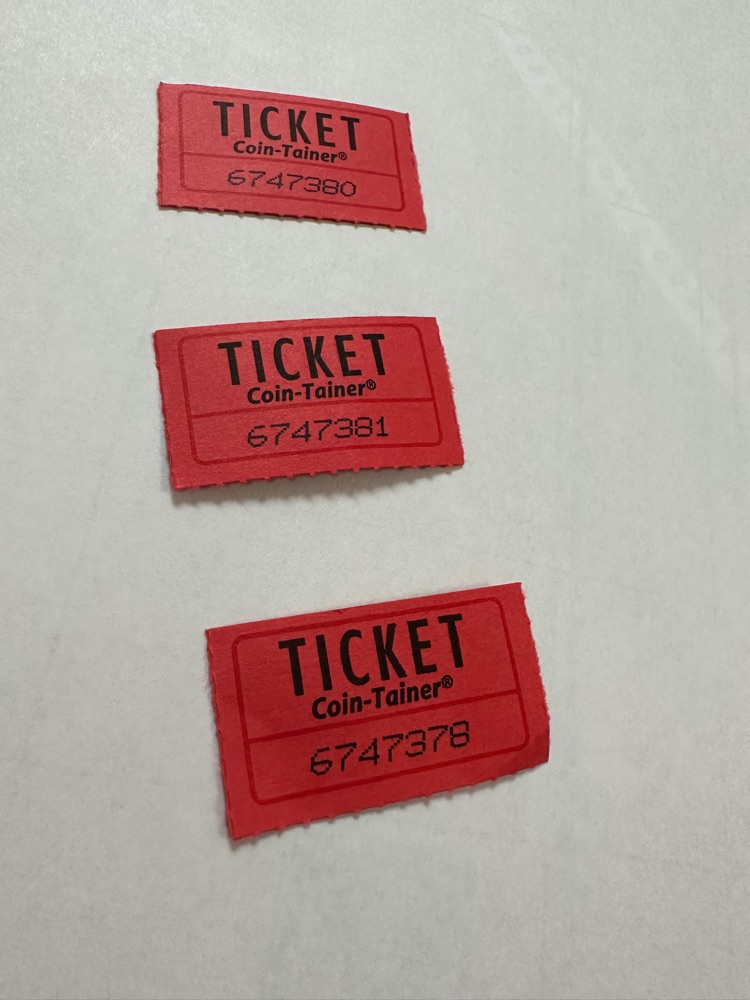 TICKET
Coin-Tainer®
6747380
TICKET
Coin-Tainer®
6747381
TICKET
Coin-Tainer®
6747378